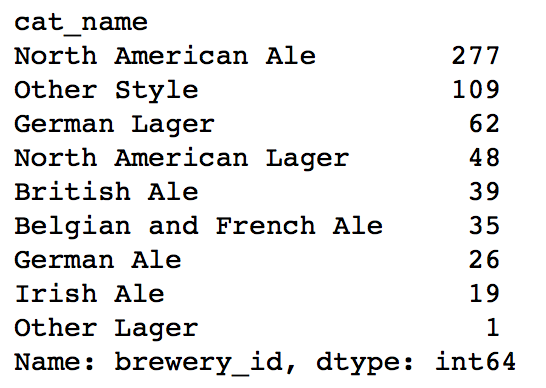 cat_name
North American Ale 277
Other Style 109
German Lager 62
North American Lager 48
British Ale 39
Belgian and French Ale 35
German Ale 26
Irish Ale 19
Other Lager 1
Name: brewery_id, dtype: int64